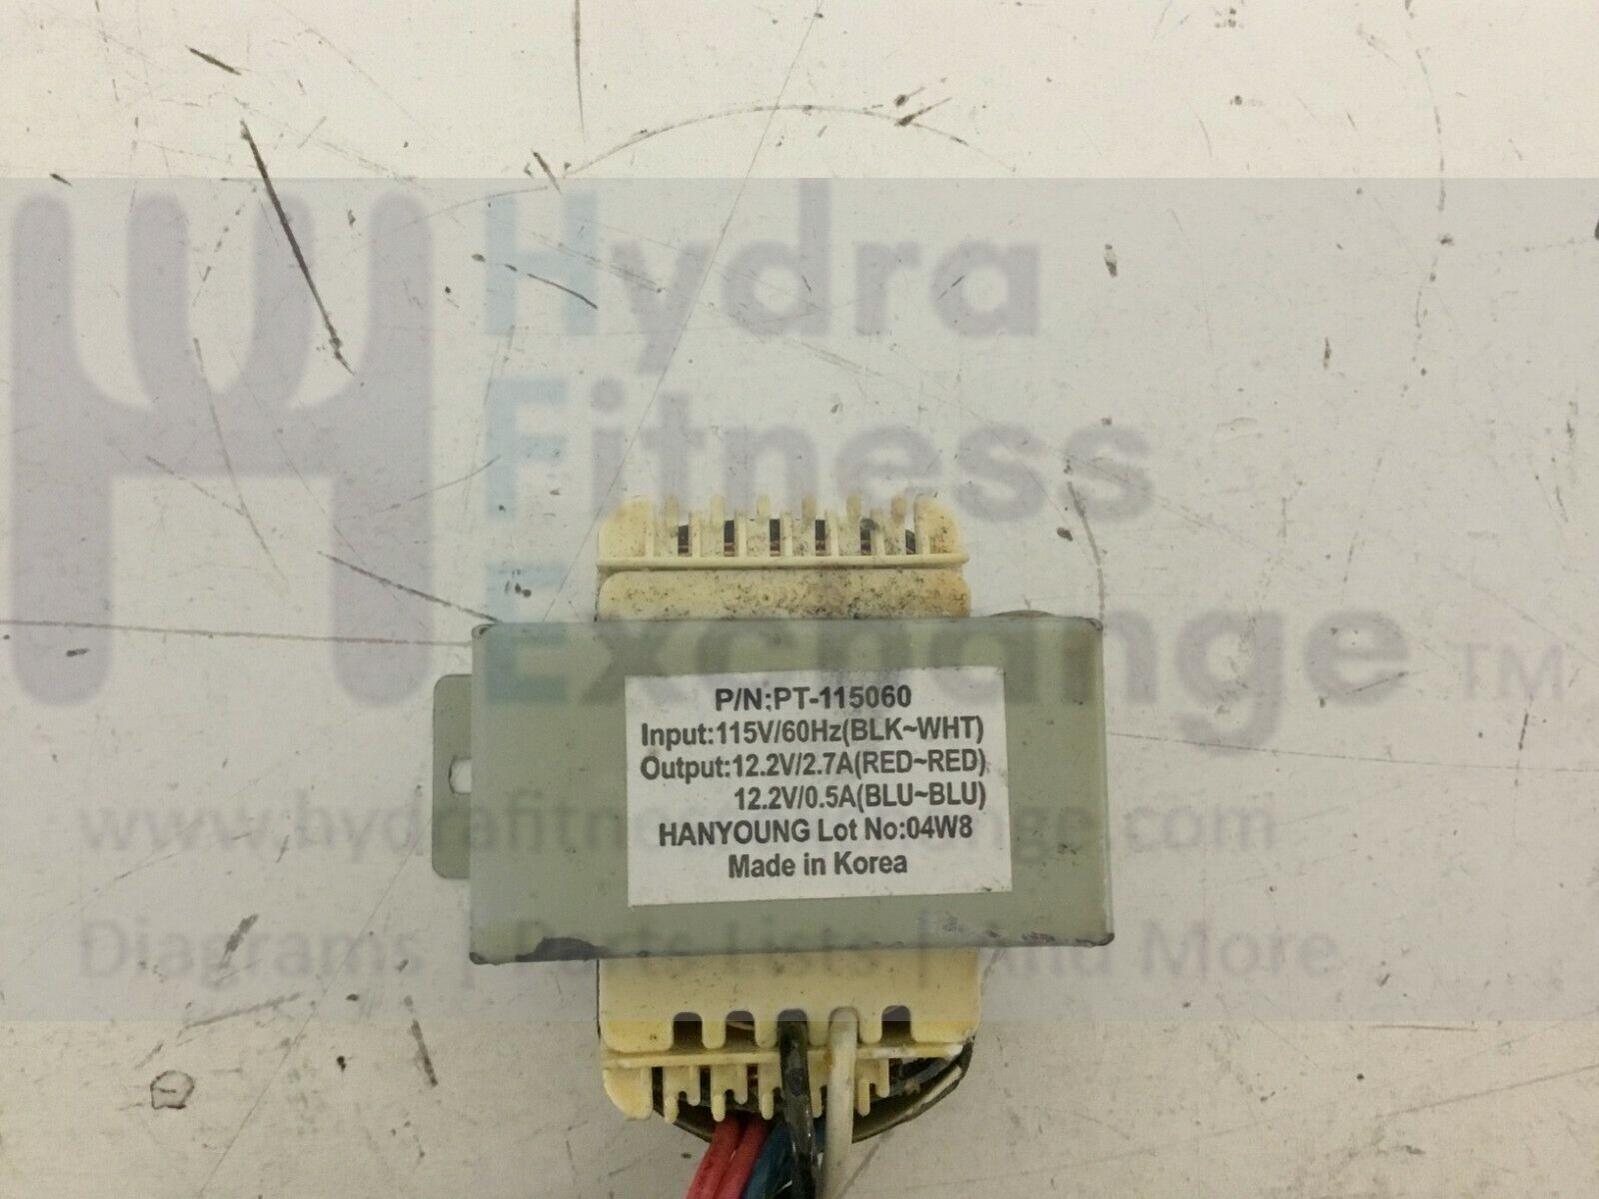 Hydra
Fitness
Exchange TM
P/N:PT-115060
Input:115V/60Hz(BLK~WHT)
Output:12.2V/2.7A(RED~RED)
12.2V/0.5A(BLU~BLU)
HANYOUNG Lot No:04W8
Made in Korea
www.hydrafitnessexchange.com
Diagrams | Parts Lists | And More